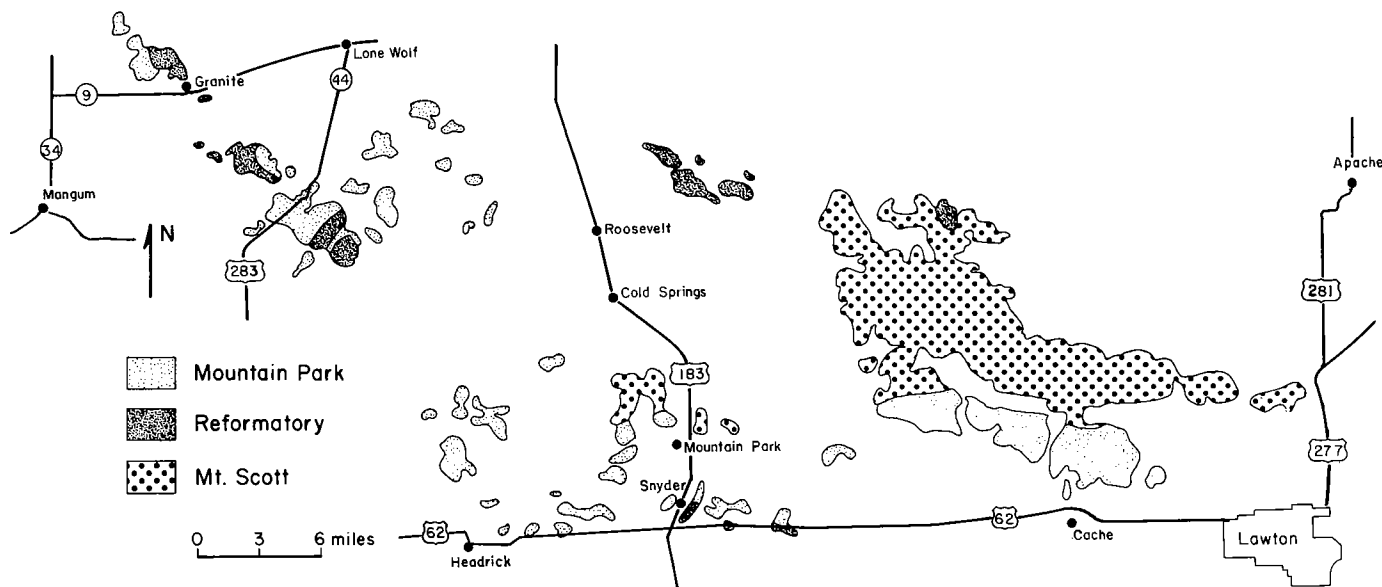 Lone Wolf
44
Granite
9
34
Mangum
N
283
Apache
Roosevelt
Cold Springs
281
183
Mountain Park
Reformatory
Mt. Scott
Mountain Park
Snyder
277
0 3 6 miles
62
Headrick
62
Cache
Lawton